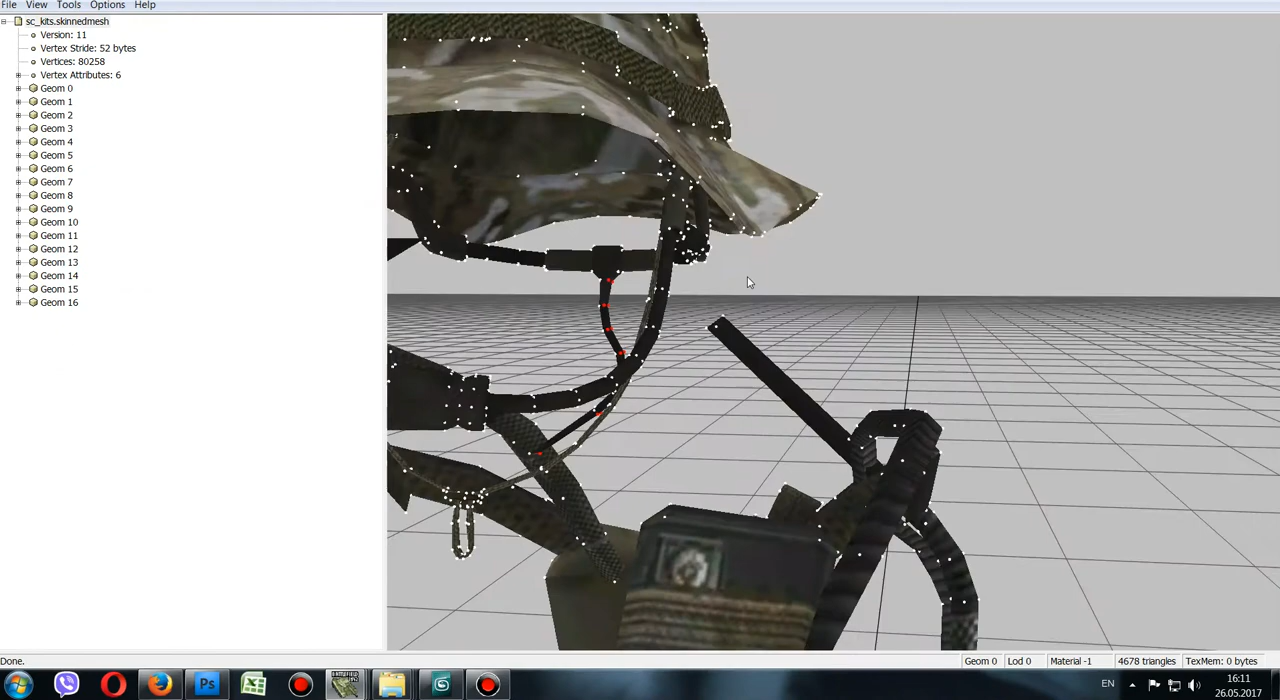 File View Tools Options Help
sc_kits.skinnedmesh
Version: 11
Vertex Stride: 52 bytes
Vertices: 80258
Vertex Attributes: 6
Geom 0
Geom 1
Geom 2
Geom 3
Geom 4
Geom 5
Geom 6
Geom 7
Geom 8
Geom 9
Geom 10
Geom 11
Geom 12
Geom 13
Geom 14
Geom 15
Geom 16
Done.
Geom 0 Lod 0 Material -1 4678 triangles TexMem: 0 bytes
Ps
EN
16:11
26.05.2017